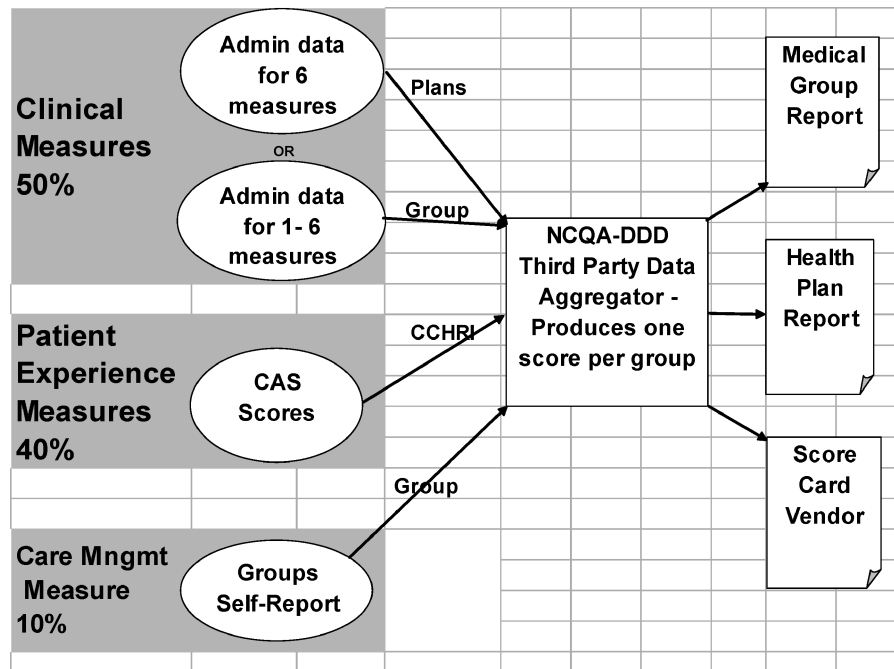 Clinical
Measures
50%
Admin data
for 6
measures
OR
Admin data
for 1- 6
measures
Plans
Group
Patient
Experience
Measures
40%
CAS
Scores
CCHRI
Care Mngmt
Measure
10%
Groups
Self-Report
Group
NCQA-DDD
Third Party Data
Aggregator -
Produces one
score per group
Medical
Group
Report
Health
Plan
Report
Score
Card
Vendor